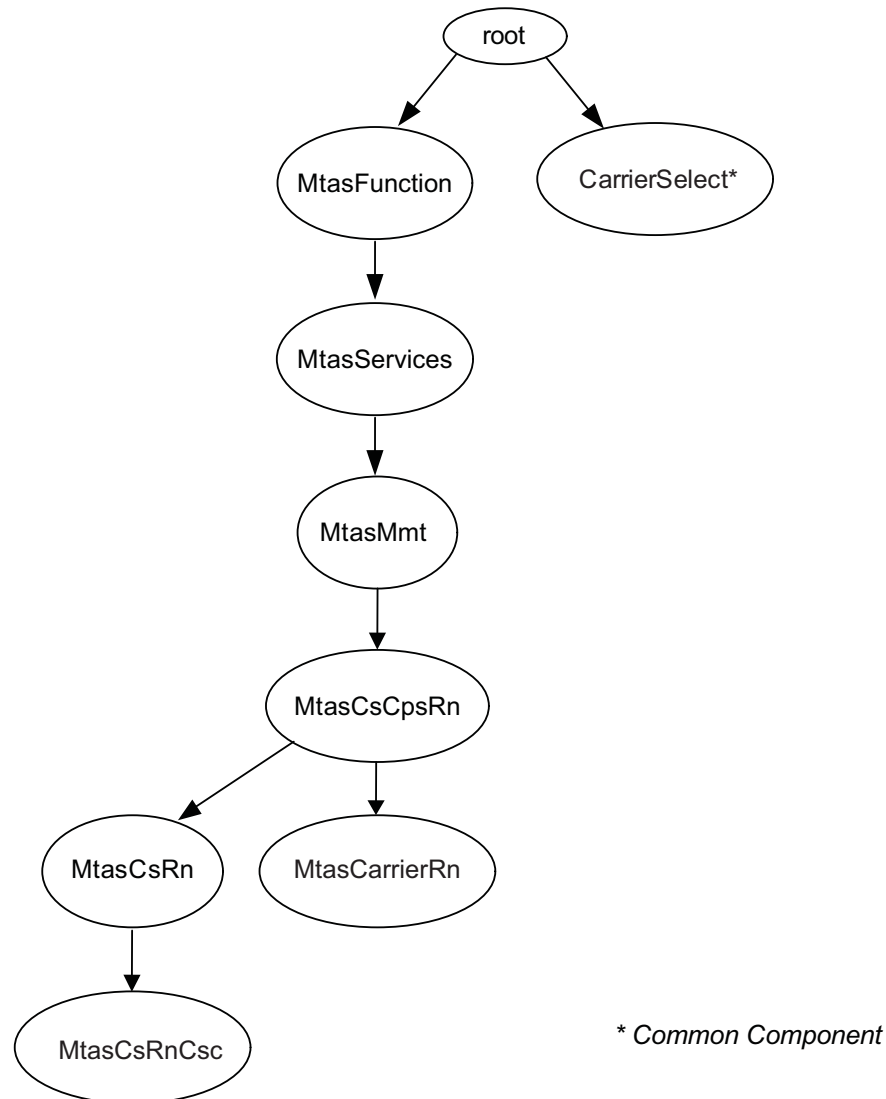 root
MtasFunction
CarrierSelect*
MtasServices
MtasMmt
MtasCsCpsRn
MtasCsRn
MtasCarrierRn
MtasCsRnCsc
* Common Component